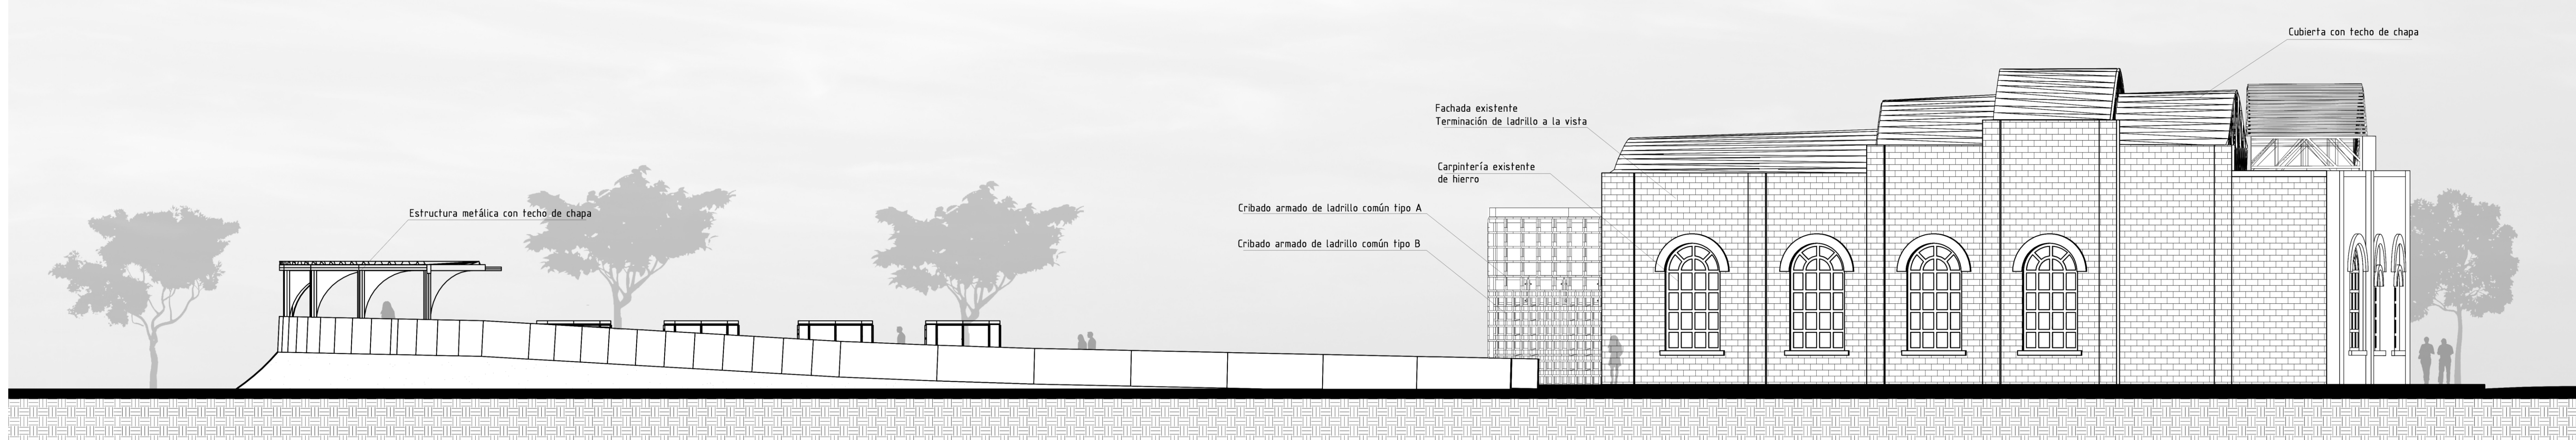 Cubierta con techo de chapa
Fachada existente
Terminación de ladrillo a la vista
Carpintería existente
de hierro
Cribado armado de ladrillo común tipo A
Estructura metálica con techo de chapa
Cribado armado de ladrillo común tipo B